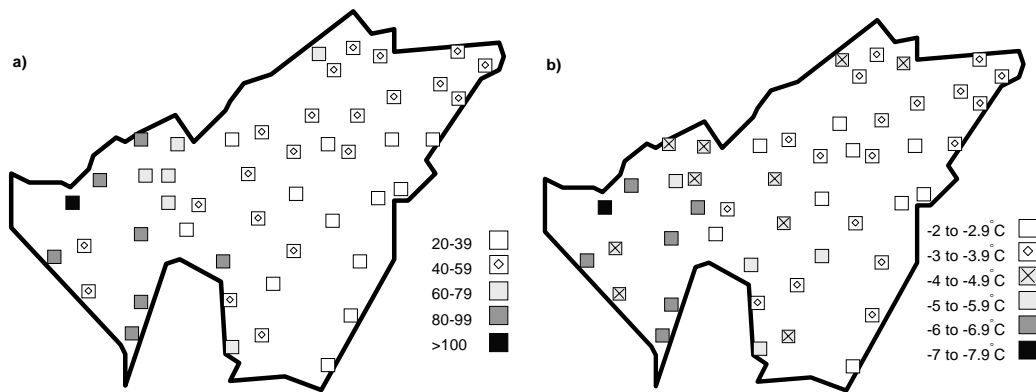 a)
20-39
40-59
60-79
80-99
>100
b)
-2 to -2.9°C
-3 to -3.9°C
-4 to -4.9°C
-5 to -5.9°C
-6 to -6.9°C
-7 to -7.9°C